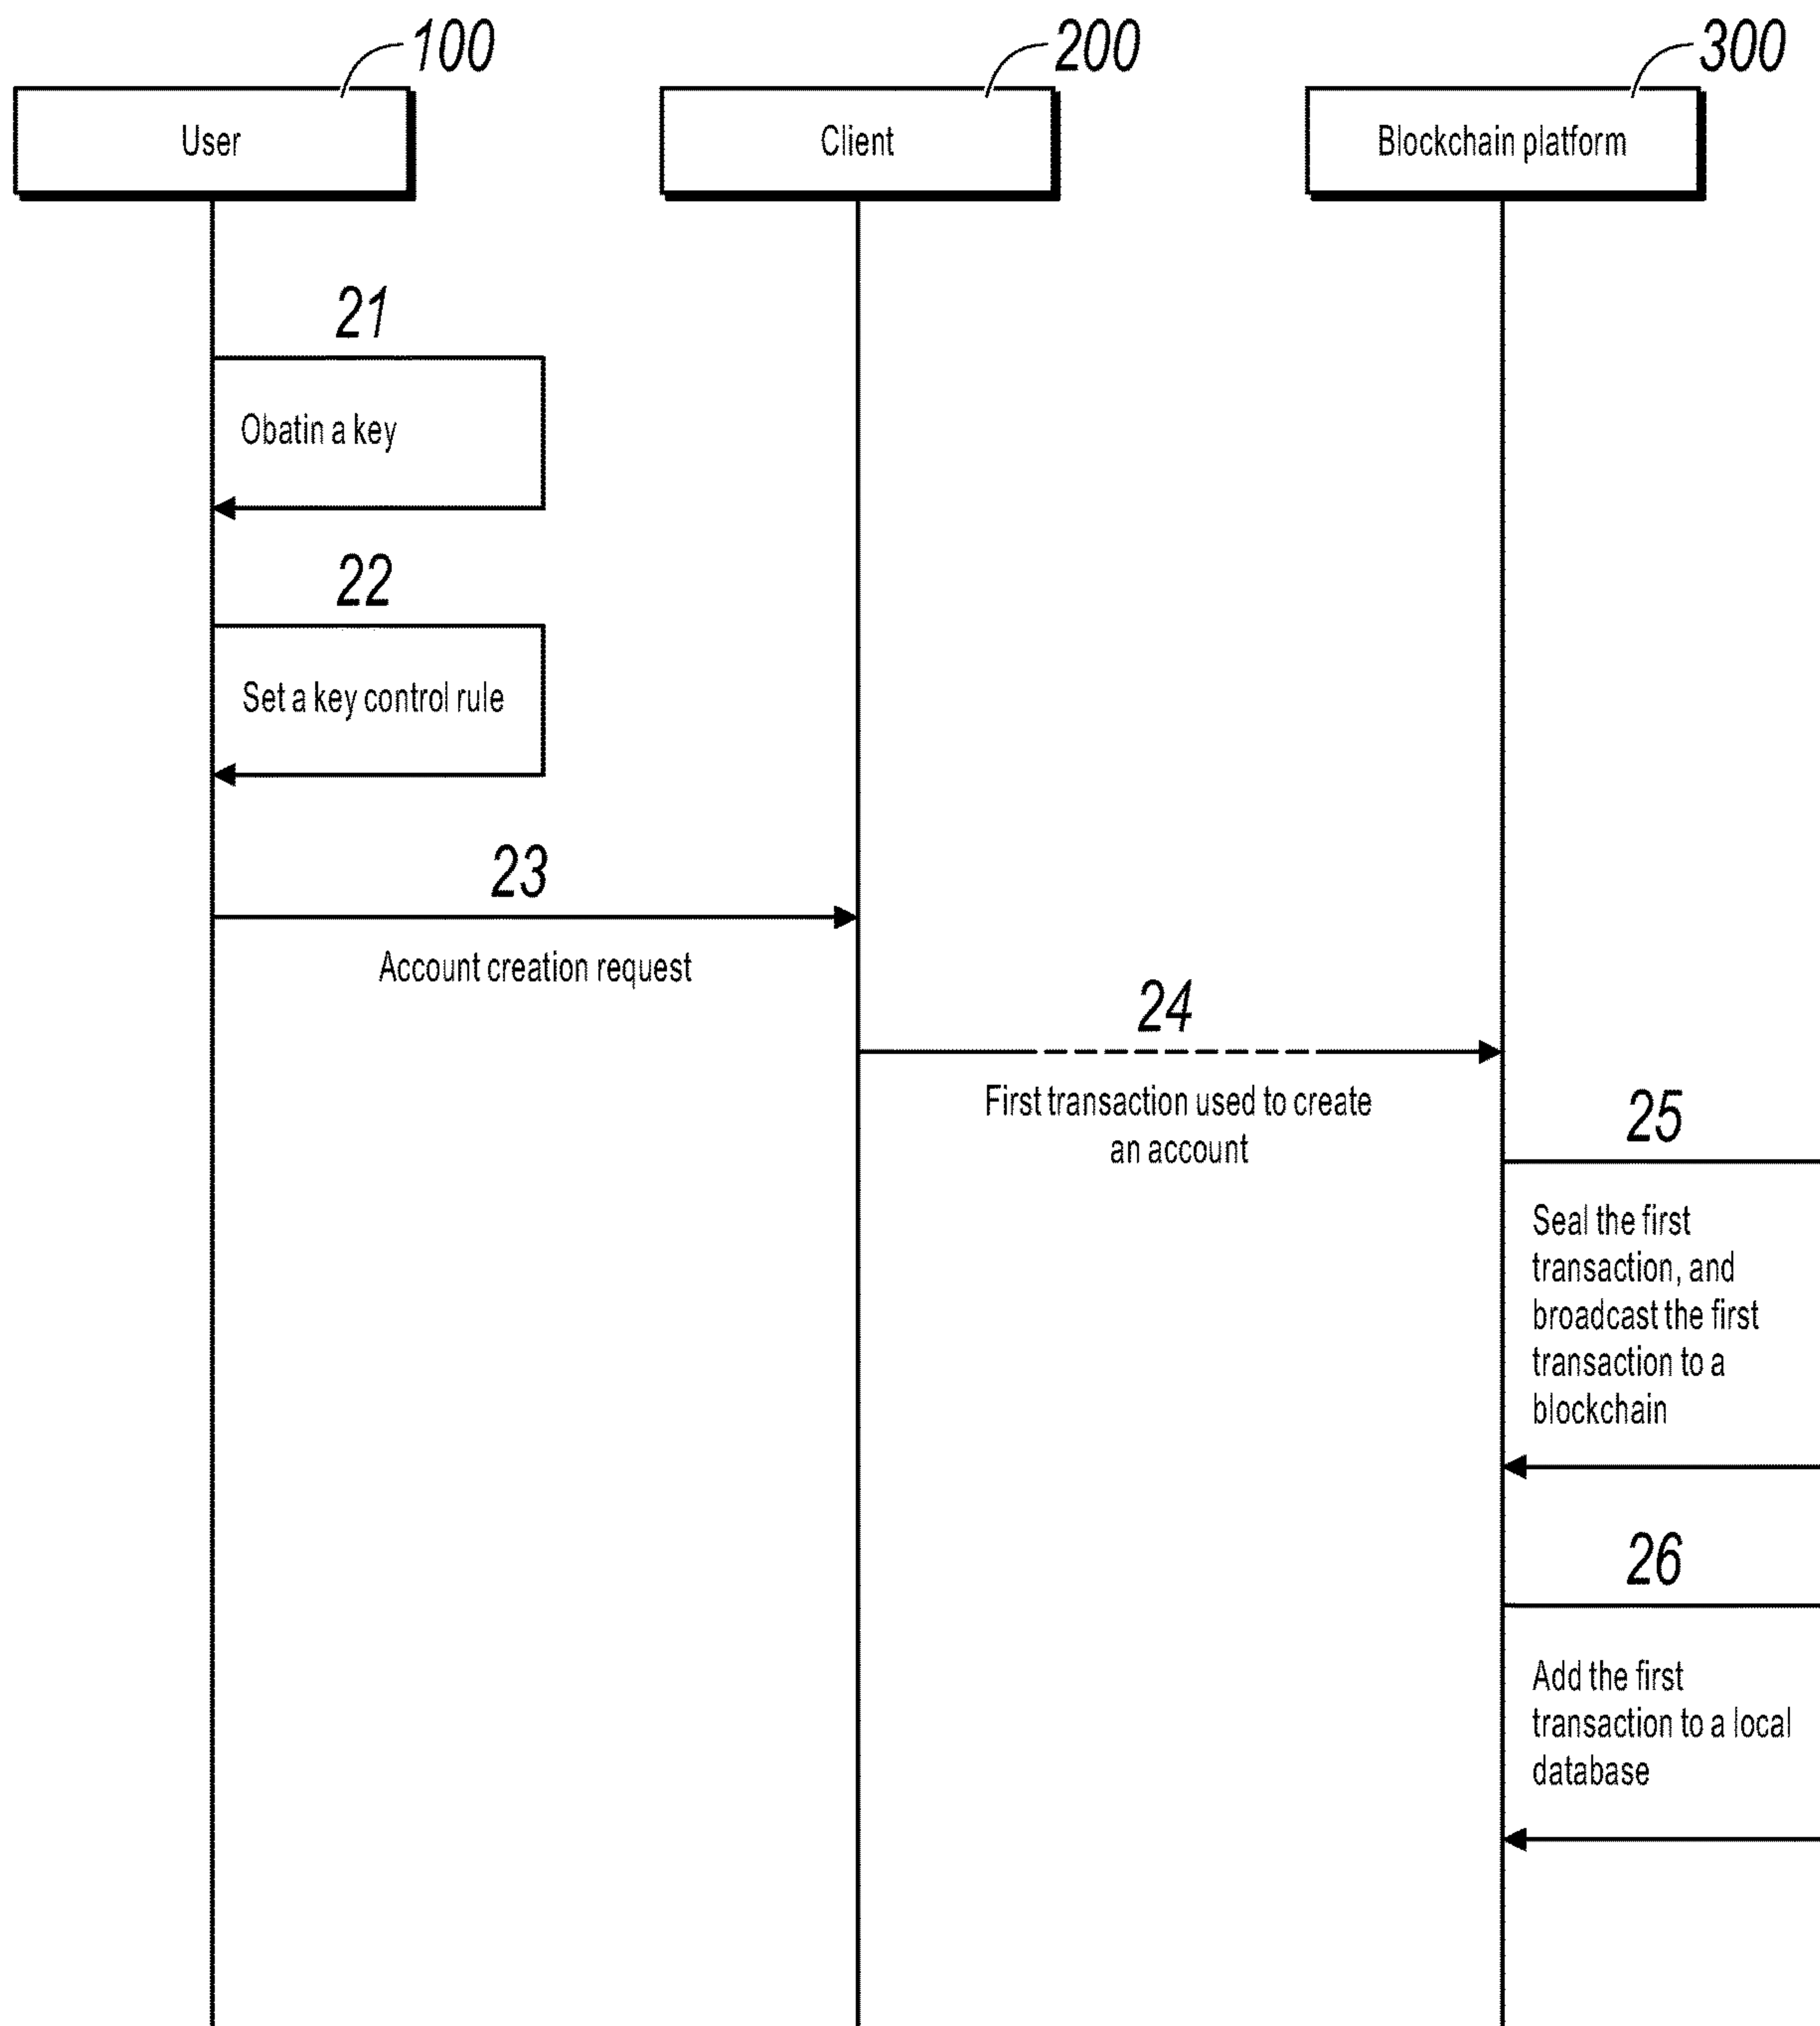 100
200
300
User
Client
Blockchain platform
21
Obatin a key
22
Set a key control rule
23
Account creation request
24
First transaction used to create
an account
25
Seal the first
transaction, and
broadcast the first
transaction to a
blockchain
26
Add the first
transaction to a local
database